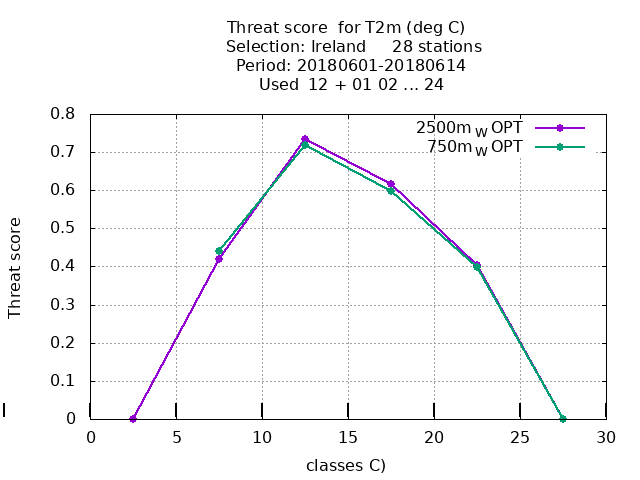 Threat score for T2m (deg C)
Selection: Ireland 28 stations
Period: 20180601-20180614
Used 12 + 01 02 ... 24
2500m W OPT
750m W OPT
0.8
0.7
0.6
0.5
0.4
0.3
0.2
0.1
0
Threat score
0 5 10 15 20 25 30
classes C)